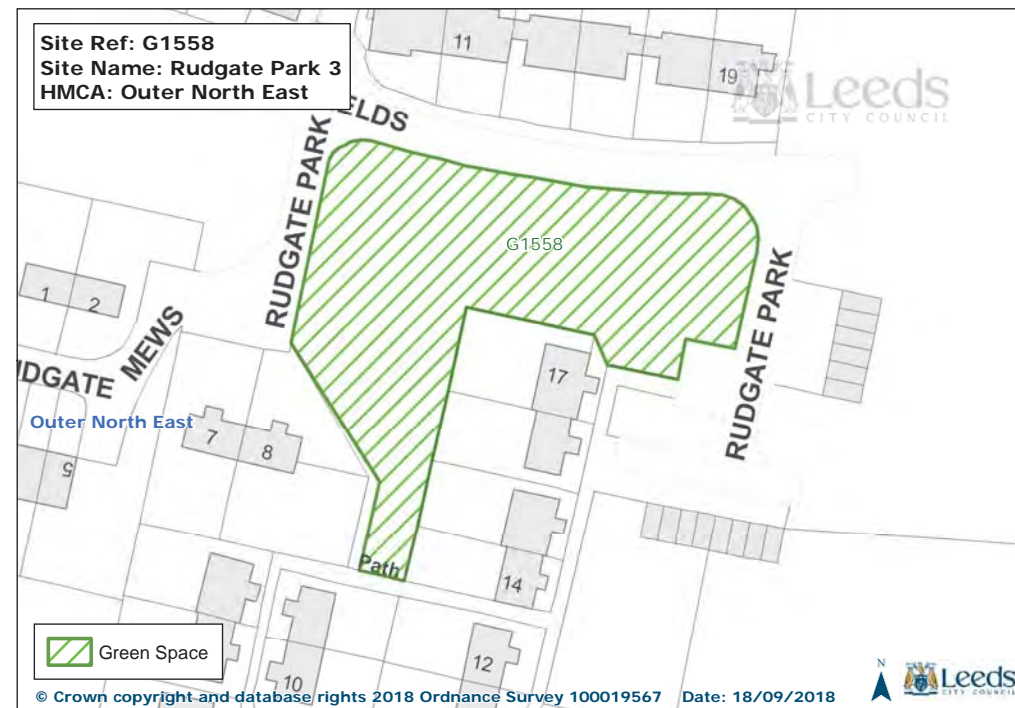 Site Ref: G1558
Site Name: Rudgate Park 3
HMCA: Outer North East
11
19
Leeds
CITY COUNCIL
ELDS
RUDGATE PARK
G1558
RUDGATE PARK
1
2
MEWS
UDGATE
Outer North East
5
7
8
17
14
Path
10
12
Green Space
N
Leeds
CITY COUNCIL
© Crown copyright and database rights 2018 Ordnance Survey 100019567 Date: 18/09/2018